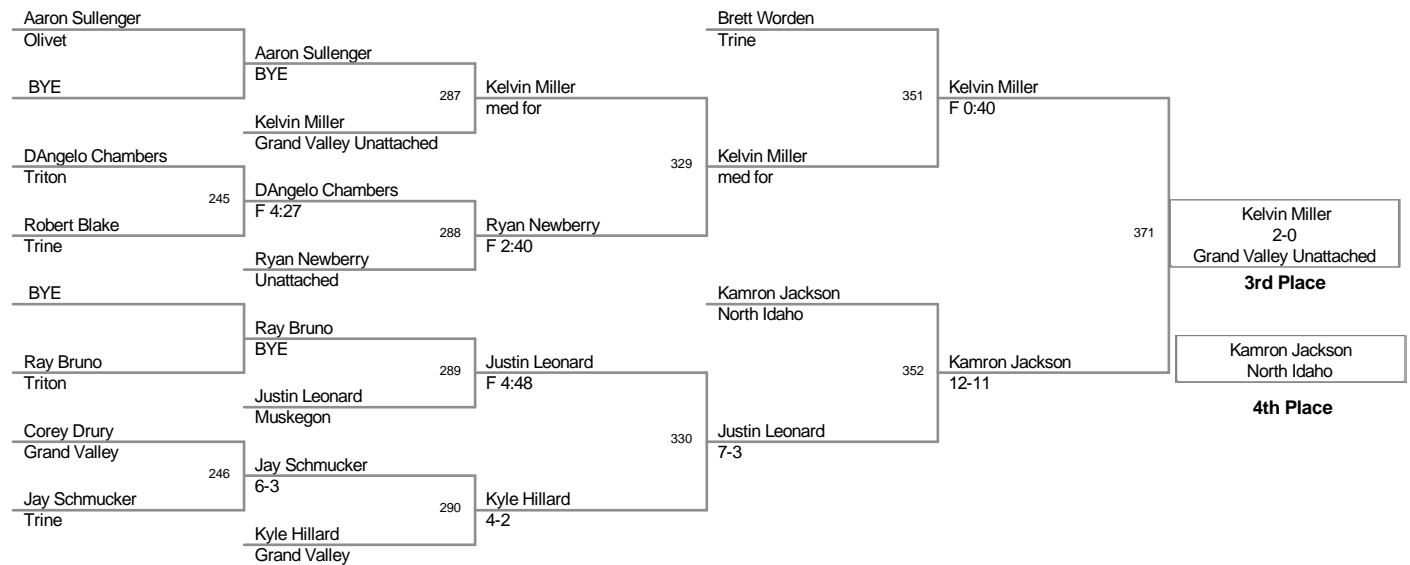 Aaron Sullenger
Olivet
BYE
DAngelo Chambers
Triton
245
Robert Blake
Trine
BYE
Ray Bruno
Triton
Corey Drury
Grand Valley
246
Jay Schmucker
Trine
Aaron Sullenger
BYE
287
Kelvin Miller
Grand Valley Unattached
DAngelo Chambers
F 4:27
288
Ryan Newberry
Unattached
Ray Bruno
BYE
289
Justin Leonard
Muskegon
Jay Schmucker
6-3
290
Kyle Hillard
Grand Valley
Kelvin Miller
med for
329
Ryan Newberry
F 2:40
Justin Leonard
F 4:48
330
Kyle Hillard
4-2
Brett Worden
Trine
351
Kelvin Miller
med for
Kamron Jackson
North Idaho
352
Justin Leonard
7-3
Kelvin Miller
F 0:40
371
Kamron Jackson
12-11
Kelvin Miller
2-0
Grand Valley Unattached
3rd Place
Kamron Jackson
North Idaho
4th Place